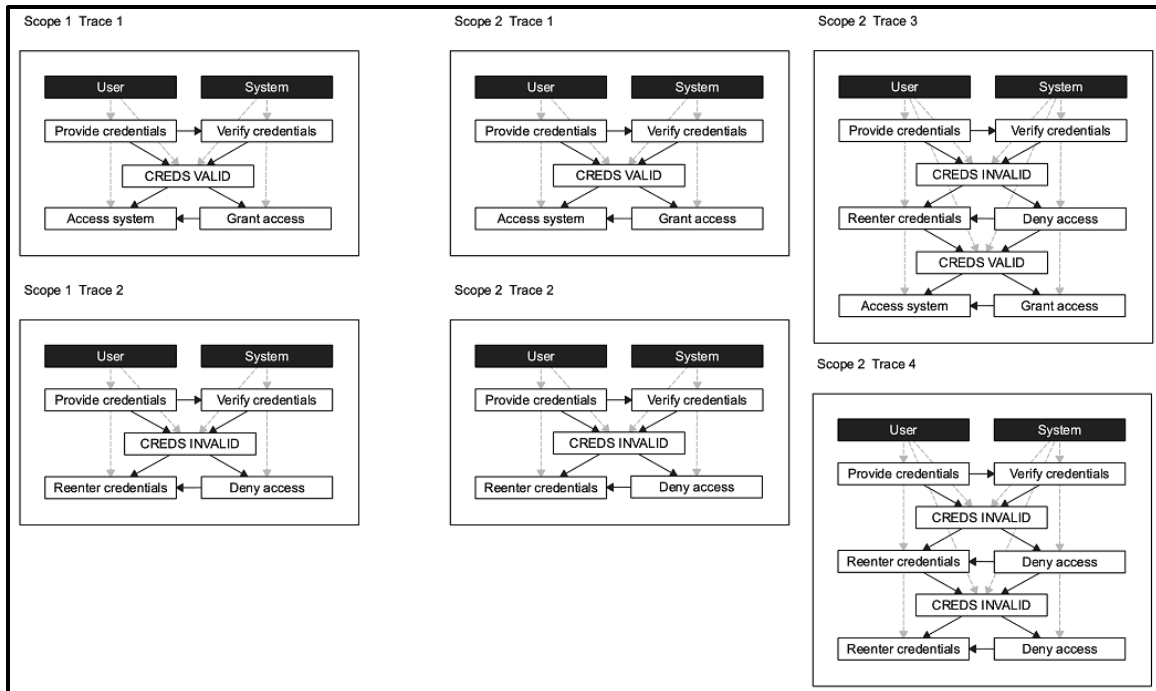 Scope 1 Trace 1
User System
Provide credentials Verify credentials
CREDS VALID
Access system Grant access
Scope 1 Trace 2
User System
Provide credentials Verify credentials
CREDS INVALID
Reenter credentials Deny access
Scope 2 Trace 1
User System
Provide credentials Verify credentials
CREDS VALID
Access system Grant access
Scope 2 Trace 2
User System
Provide credentials Verify credentials
CREDS INVALID
Reenter credentials Deny access
Scope 2 Trace 3
User System
Provide credentials Verify credentials
CREDS INVALID
Reenter credentials Deny access
CREDS VALID
Access system Grant access
Scope 2 Trace 4
User System
Provide credentials Verify credentials
CREDS INVALID
Reenter credentials Deny access
CREDS INVALID
Reenter credentials Deny access